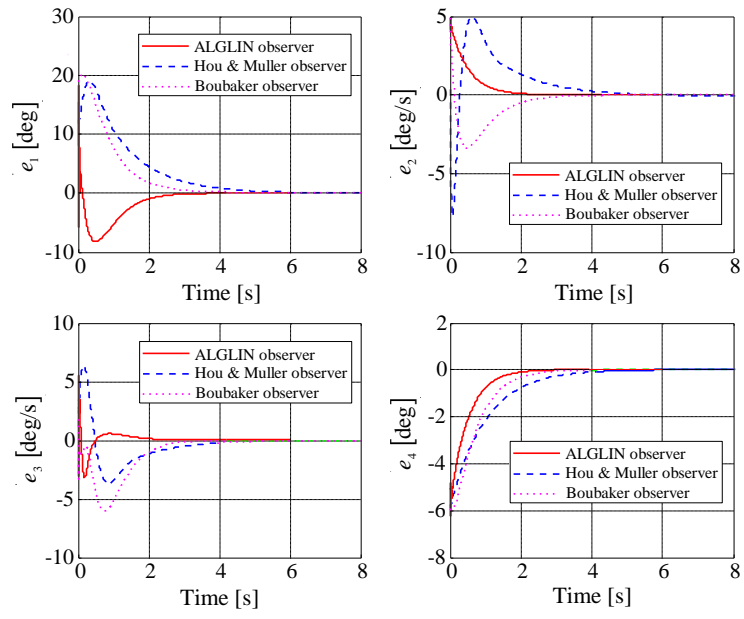 30
20
10
0
-10
e1 [deg]
ALGLIN observer
Hou & Muller observer
Boubaker observer
0 2 4 6 8
Time [s]
5
0
-5
-10
e2 [deg/s]
ALGLIN observer
Hou & Muller observer
Boubaker observer
0 2 4 6 8
Time [s]
10
5
0
-5
-10
e3 [deg/s]
ALGLIN observer
Hou & Muller observer
Boubaker observer
0 2 4 6 8
Time [s]
2
0
-2
-4
-6
-8
e4 [deg]
ALGLIN observer
Hou & Muller observer
Boubaker observer
0 2 4 6 8
Time [s]